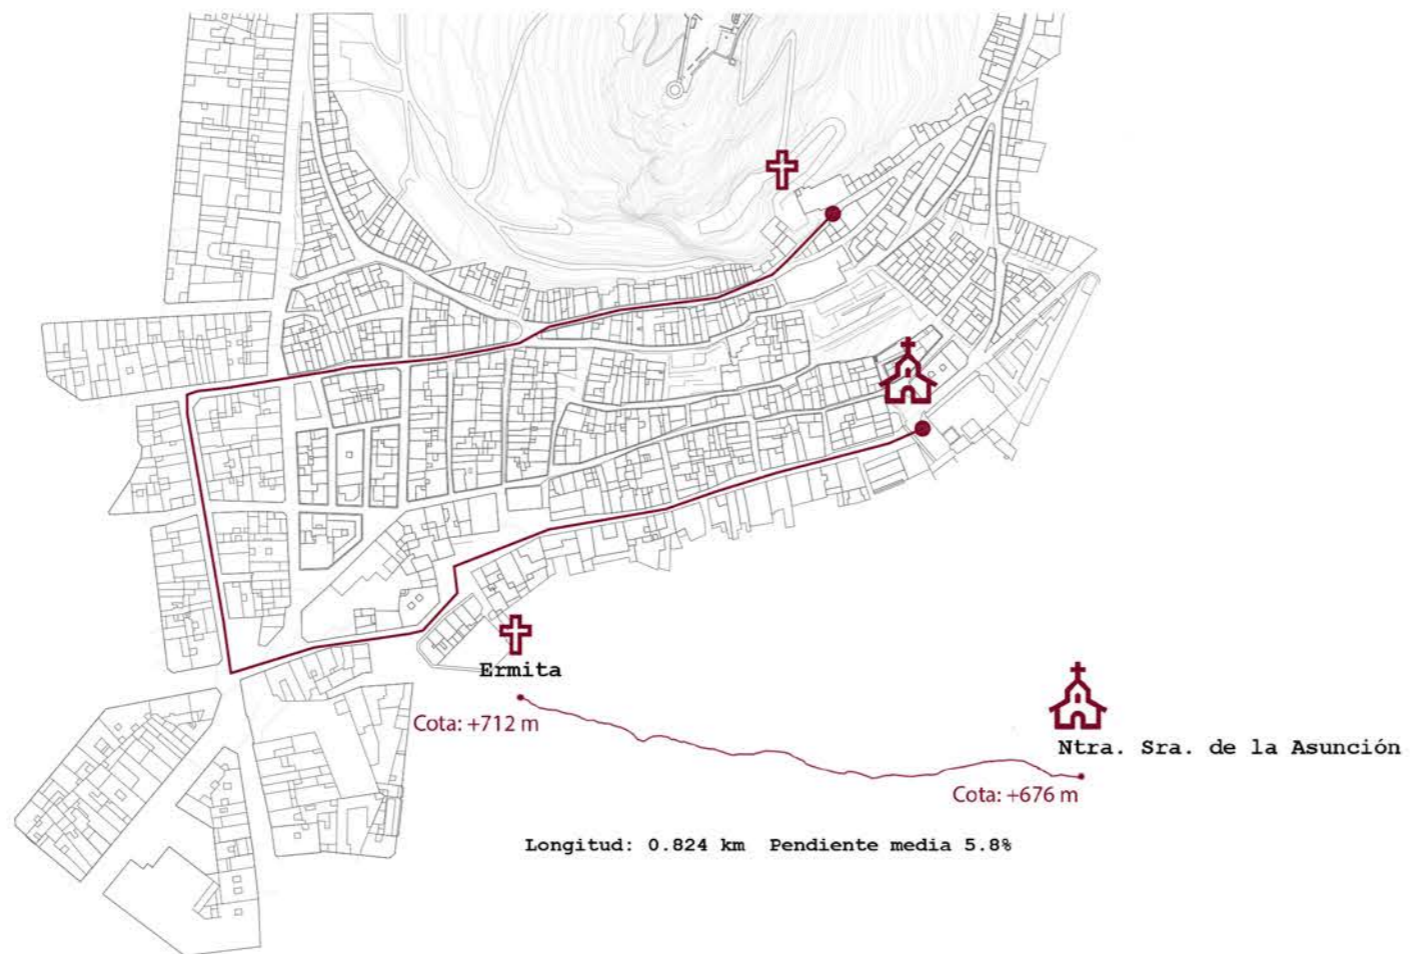 Ermita
Cota: +712 m
Ntra. Sra. de la Asunción
Cota: +676 m
Longitud: 0.824 km Pendiente media 5.8%